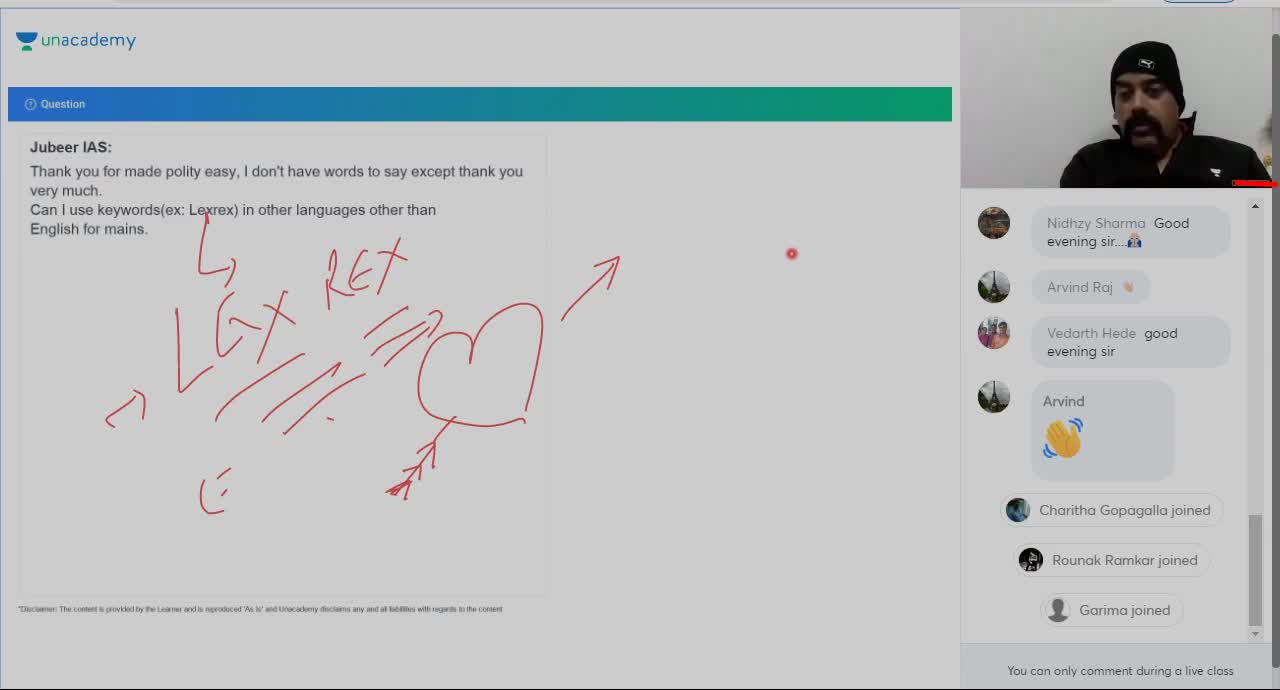 unacademy
Question
Jubeer IAS:
Thank you for made polity easy, I don't have words to say except thank you
very much.
Can I use keywords(ex: Lexrex) in other languages other than
English for mains.
LEX REX
E
*Disclaimer: The content is provided by the Learner and is reproduced 'As Is' and Unacademy disclaims any and all liabilities with regards to the content
Nidhzy Sharma Good
evening sir....
Arvind Raj
Vedarth Hede good
evening sir
Arvind
Charitha Gopagalla joined
Rounak Ramkar joined
Garima joined
You can only comment during a live class